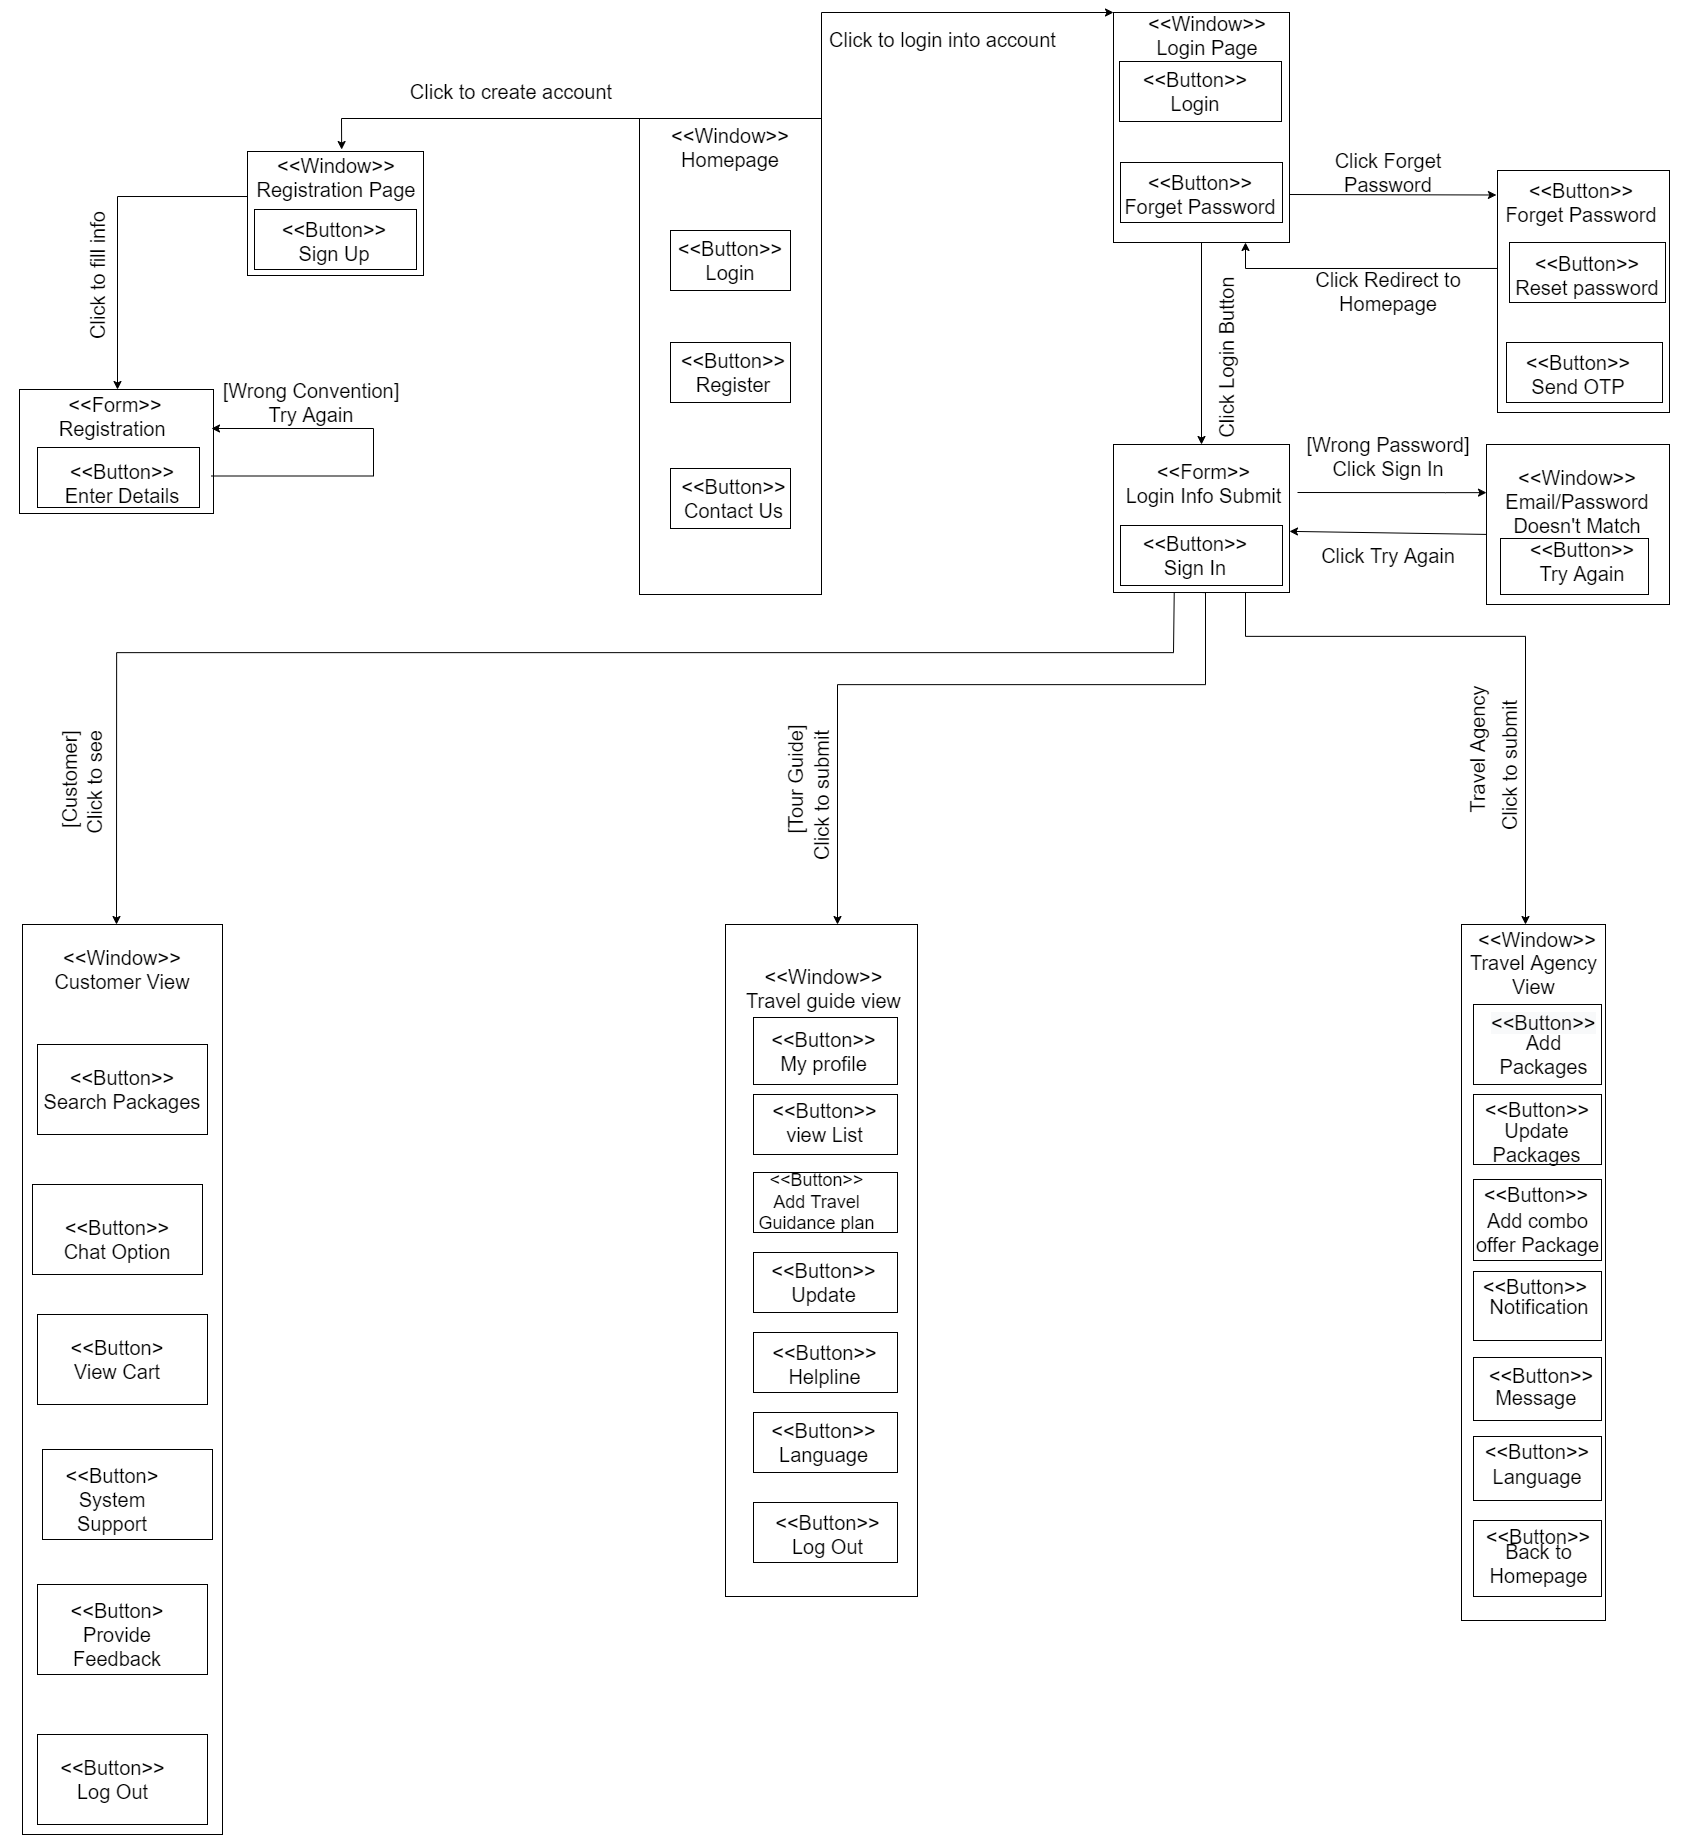 Click to login into account
<<Window>>
Login Page
<<Button>>
Login
<<Button>>
Forget Password
Click to create account
<<Window>>
Homepage
<<Button>>
Login
<<Button>>
Register
<<Button>>
Contact Us
<<Window>>
Registration Page
<<Button>>
Sign Up
Click to fill info
<<Form>>
Registration
<<Button>>
Enter Details
[Wrong Convention]
Try Again
Click Forget
Password
<<Button>>
Forget Password
<<Button>>
Reset password
<<Button>>
Send OTP
Click Redirect to
Homepage
Click Login Button
<<Form>>
Login Info Submit
<<Button>>
Sign In
[Wrong Password]
Click Sign In
<<Window>>
Email/Password
Doesn't Match
<<Button>>
Try Again
Click Try Again
[Customer]
Click to see
[Tour Guide]
Click to submit
Travel Agency
Click to submit
<<Window>>
Customer View
<<Button>>
Search Packages
<<Button>>
Chat Option
<<Button>
View Cart
<<Button>
System
Support
<<Button>
Provide
Feedback
<<Button>>
Log Out
<<Window>>
Travel guide view
<<Button>>
My profile
<<Button>>
view List
<<Button>>
Add Travel
Guidance plan
<<Button>>
Update
<<Button>>
Helpline
<<Button>>
Language
<<Button>>
Log Out
<<Window>>
Travel Agency
View
<<Button>>
Add
Packages
<<Button>>
Update
Packages
<<Button>>
Add combo
offer Package
<<Button>>
Notification
<<Button>>
Message
<<Button>>
Language
<<Button>>
Back to
Homepage